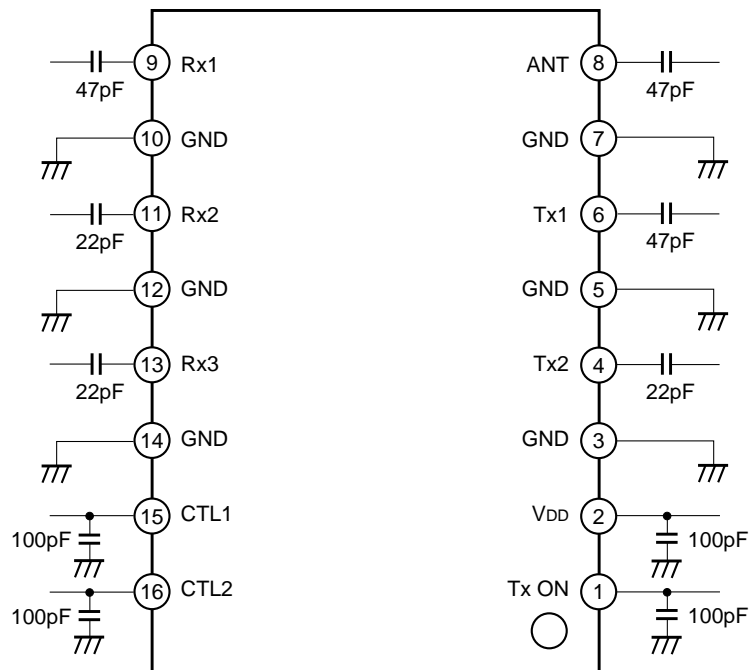 9 Rx1 ANT 8
47pF 47pF
10 GND GND 7
11 Rx2 Tx1 6
22pF 47pF
12 GND GND 5
13 Rx3 Tx2 4
22pF 22pF
14 GND GND 3
15 CTL1 VDD 2
100pF 100pF
16 CTL2 Tx ON 1
100pF 100pF